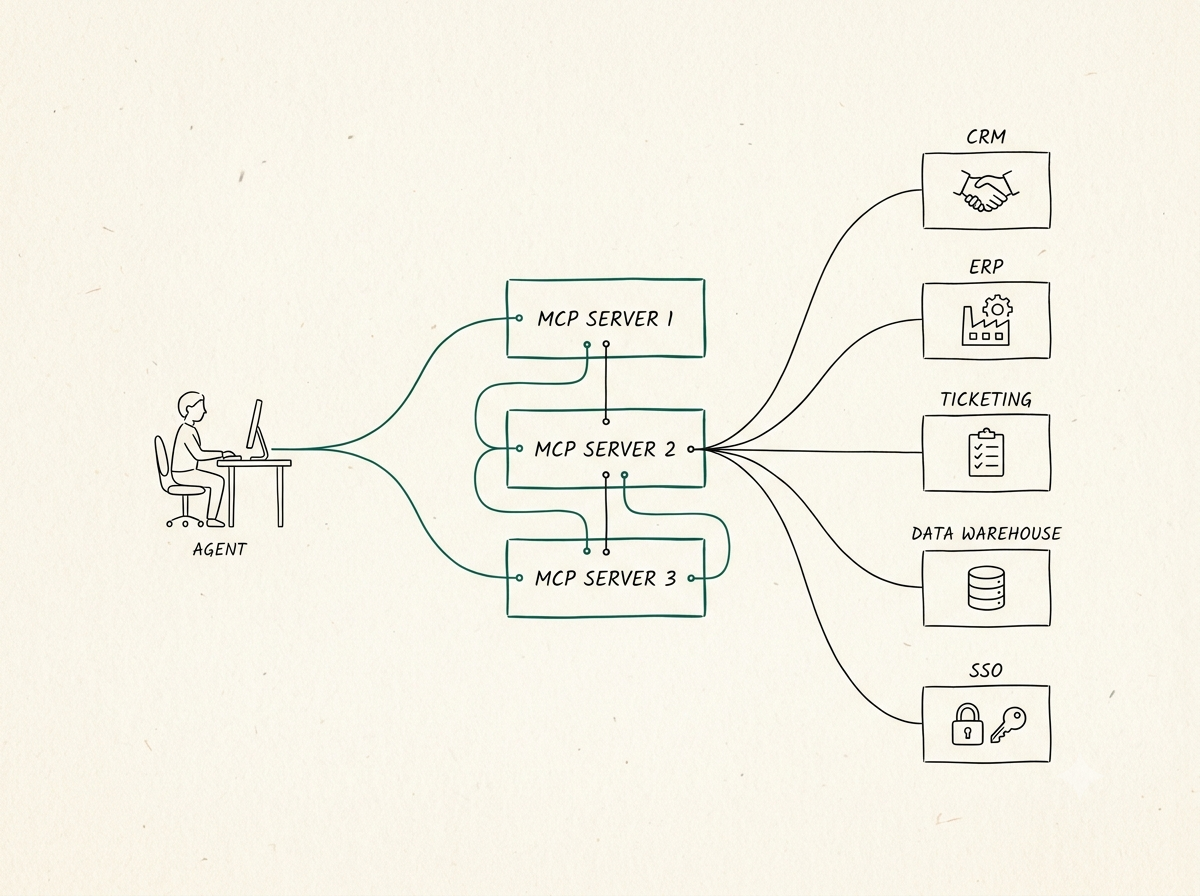 AGENT
MCP SERVER 1
MCP SERVER 2
MCP SERVER 3
CRM
ERP
TICKETING
DATA WAREHOUSE
SSO